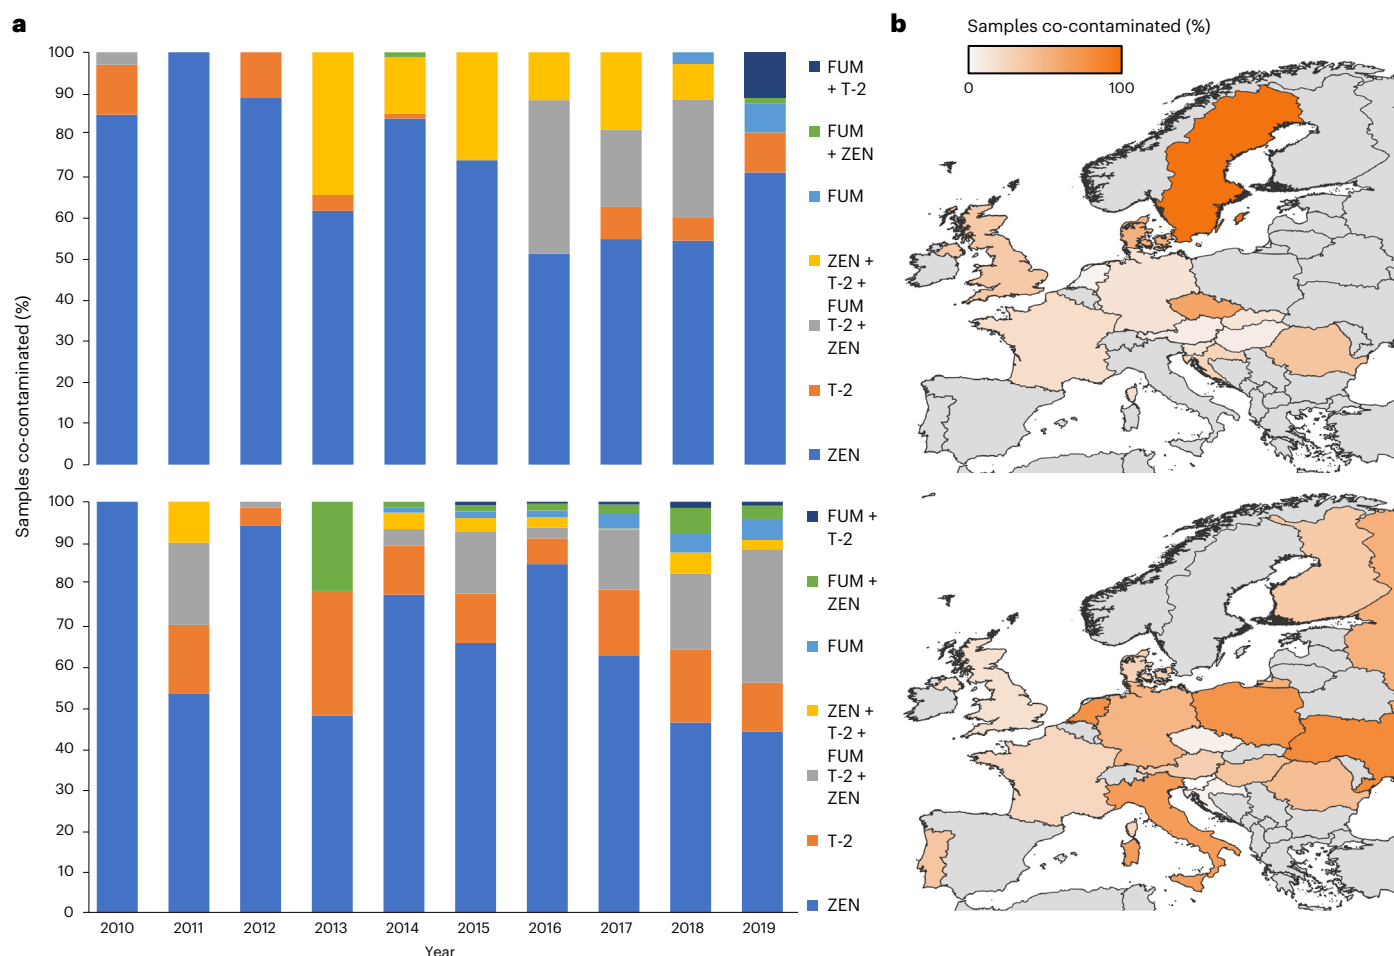 a
Samples co-contaminated (%)
100
90
80
70
60
50
40
30
20
10
0
FUM
+ T-2
FUM
+ ZEN
FUM
ZEN +
T-2 +
FUM
T-2 +
ZEN
T-2
ZEN
100
90
80
70
60
50
40
30
20
10
0
2010
2011
2012
2013
2014
2015
2016
2017
2018
2019
Year
FUM +
T-2
FUM +
ZEN
FUM
ZEN +
T-2 +
FUM
T-2 +
ZEN
T-2
ZEN
b
Samples co-contaminated (%)
0
100